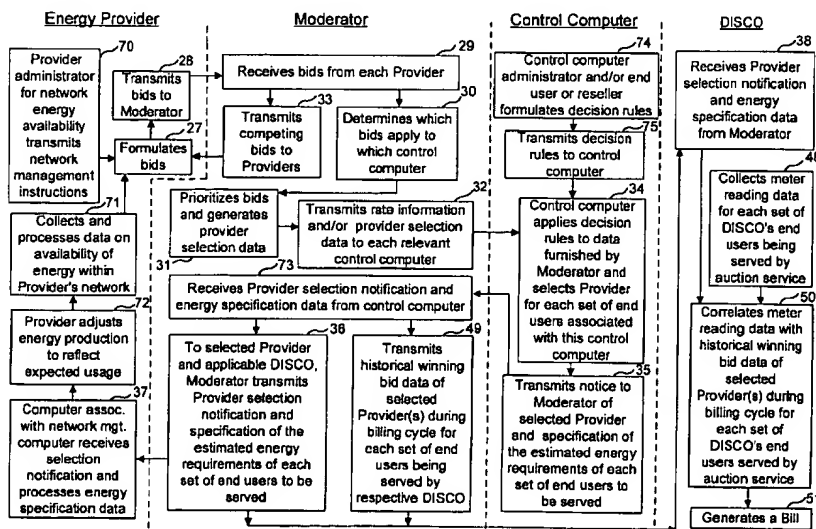 Energy Provider
Moderator
Control Computer
DISCO
70
Provider
administrator
for network
energy
availability
transmits
network
management
instructions
28
Transmits
bids to
Moderator
27
Formulates
bids
71
Collects and
processes data on
availability of
energy within
Provider's network
72
Provider adjusts
energy production
to reflect
expected usage
37
Computer assoc.
with network mgt.
computer receives
selection
notification and
processes energy
specification data
29
Receives bids from each Provider
33
Transmits
competing
bids to
Providers
30
Determines which
bids apply to
which control
computer
Prioritizes bids
and generates
provider
selection data
31
32
Transmits rate information
and/or provider selection
data to each relevant
control computer
73
Receives Provider selection notification and
energy specification data from control computer
36
To selected Provider
and applicable DISCO,
Moderator transmits
Provider selection
notification and
specification of the
estimated energy
requirements of each
set of end users to be
served
49
Transmits
historical winning
bid data of
selected
Provider(s) during
billing cycle for
each set of end
users being
served by
respective DISCO
74
Control computer
administrator and/or end
user or reseller
formulates decision rules
75
Transmits decision
rules to control
computer
34
Control computer
applies decision
rules to data
furnished by
Moderator and
selects Provider
for each set of end
users associated
with this control
computer
35
Transmits notice to
Moderator of
selected Provider
and specification of
the estimated energy
requirements of each
set of end users to
be served
38
Receives Provider
selection notification
and energy
specification data
from Moderator
48
Collects meter
reading data
for each set of
DISCO's end
users being
served by
auction service
50
Correlates meter
reading data with
historical winning
bid data of
selected
Provider(s) during
billing cycle for
each set of
DISCO's end
users served by
auction service
51
Generates a Bill